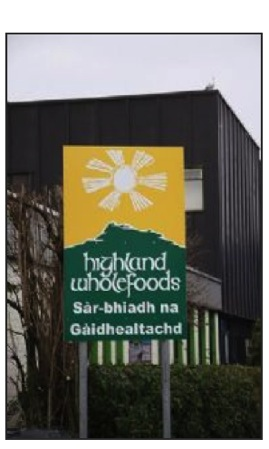 highland
wholefoods
Sàr-bhiadh na
Gàidhealtachd